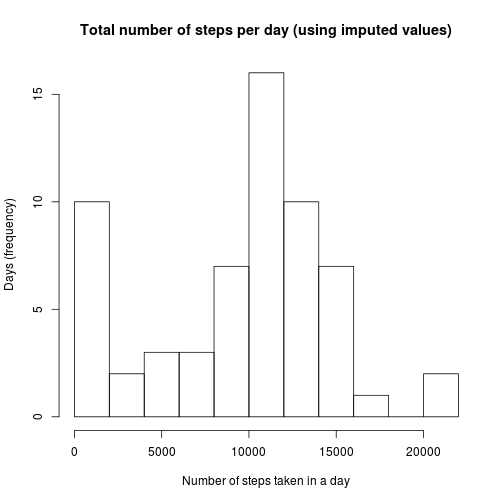 Total number of steps per day (using imputed values)
Days (frequency)
15
10
5
0
0 5000 10000 15000 20000
Number of steps taken in a day